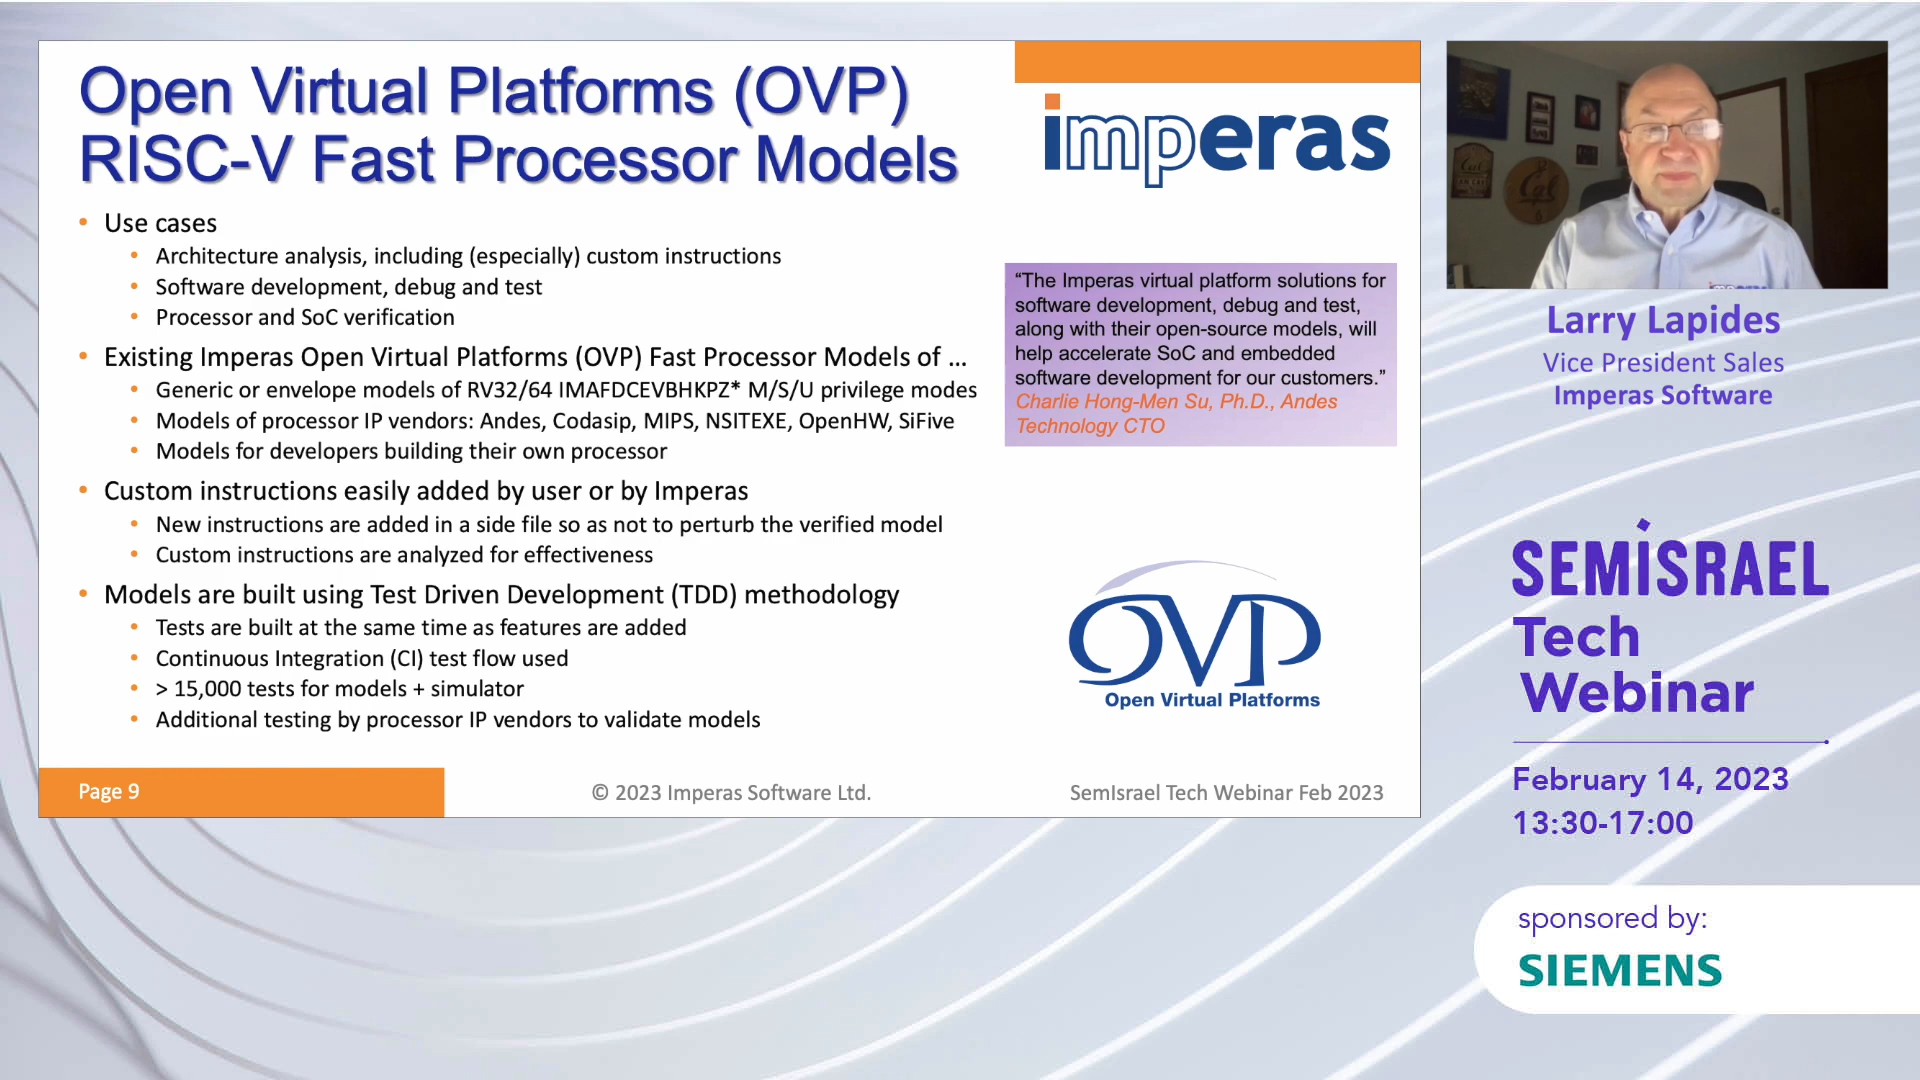 Open Virtual Platforms (OVP)
RISC-V Fast Processor Models
• Use cases
• Architecture analysis, including (especially) custom instructions
• Software development, debug and test
• Processor and SoC verification
• Existing Imperas Open Virtual Platforms (OVP) Fast Processor Models of …
• Generic or envelope models of RV32/64 IMAFDCEVBHKPZ* M/S/U privilege modes
• Models of processor IP vendors: Andes, Codasip, MIPS, NSITEXE, OpenHW, SiFive
• Models for developers building their own processor
• Custom instructions easily added by user or by Imperas
• New instructions are added in a side file so as not to perturb the verified model
• Custom instructions are analyzed for effectiveness
• Models are built using Test Driven Development (TDD) methodology
• Tests are built at the same time as features are added
• Continuous Integration (CI) test flow used
• > 15,000 tests for models + simulator
• Additional testing by processor IP vendors to validate models
imperas
“The Imperas virtual platform solutions for
software development, debug and test,
along with their open-source models, will
help accelerate SoC and embedded
software development for our customers.”
Charlie Hong-Men Su, Ph.D., Andes
Technology CTO
OVP
Open Virtual Platforms
Page 9
© 2023 Imperas Software Ltd.
SemIsrael Tech Webinar Feb 2023
Cal
Cal
Larry Lapides
Vice President Sales
Imperas Software
SEMISRAEL
Tech
Webinar
February 14, 2023
13:30-17:00
sponsored by:
SIEMENS